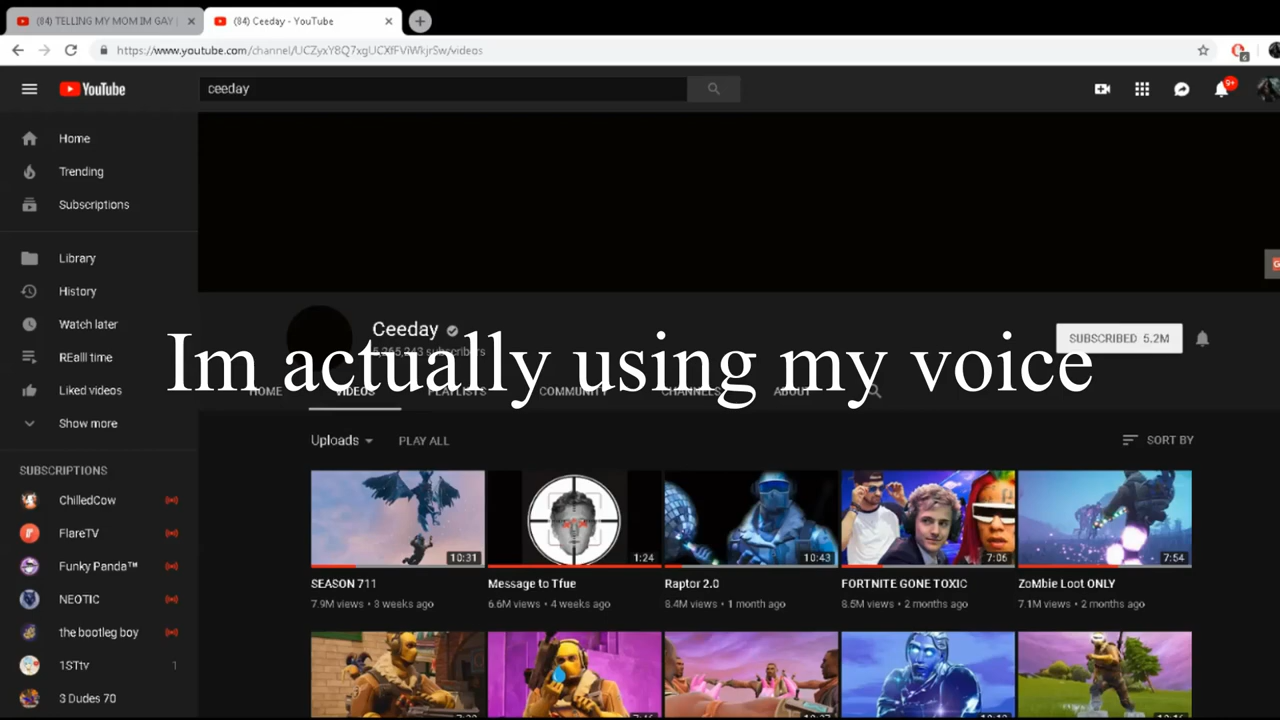 (84) TELLING MY MOM IM GAY
(84) Ceeday - YouTube
https://www.youtube.com/channel/UCZyxY8Q7xgUCXfFViWkjrSw/videos
YouTube
ceeday
9+
Home
Trending
Subscriptions
Library
History
Watch later
REalll time
Liked videos
Show more
SUBSCRIPTIONS
ChilledCow
FlareTV
Funky Panda™
NEOTIC
the bootleg boy
1STtv 1
3 Dudes 70
Ceeday
subscribers
SUBSCRIBED 5.2M
Im actually using my voice
HOME VIDEOS PLAYLISTS COMMUNITY CHANNELS ABOUT
Uploads PLAY ALL SORT BY
10:31 1:24 10:43 7:06 7:54
SEASON 711 Message to Tfue Raptor 2.0 FORTNITE GONE TOXIC ZoMbie Loot ONLY
7.9M views • 3 weeks ago 6.6M views • 4 weeks ago 8.4M views • 1 month ago 8.5M views • 2 months ago 7.1M views • 2 months ago